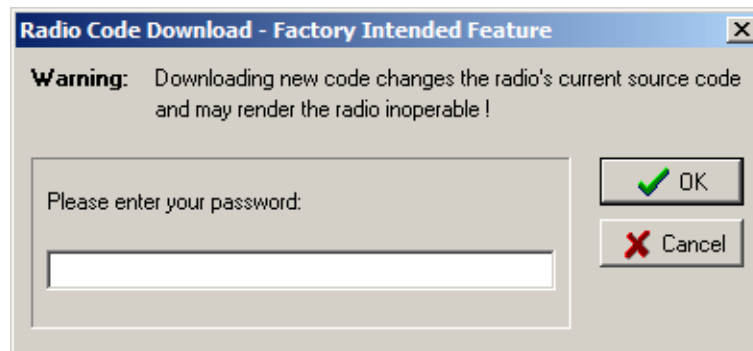 Radio Code Download - Factory Intended Feature
Warning: Downloading new code changes the radio's current source code
and may render the radio inoperable !
Please enter your password:
OK
Cancel